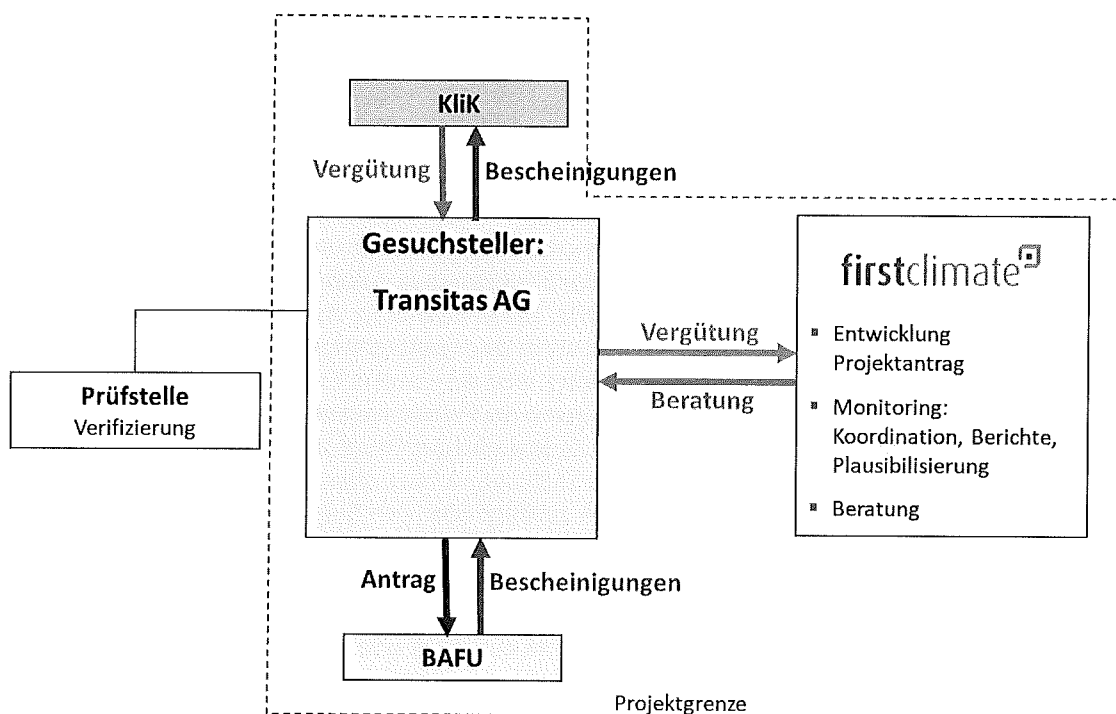 KliK
Vergütung
Bescheinigungen
Gesuchsteller:
Transitas AG
firstclimate
Vergütung
Beratung
▪ Entwicklung
Projektantrag
▪ Monitoring:
Koordination, Berichte,
Plausibilisierung
▪ Beratung
Prüfstelle
Verifizierung
Antrag
Bescheinigungen
BAFU
Projektgrenze